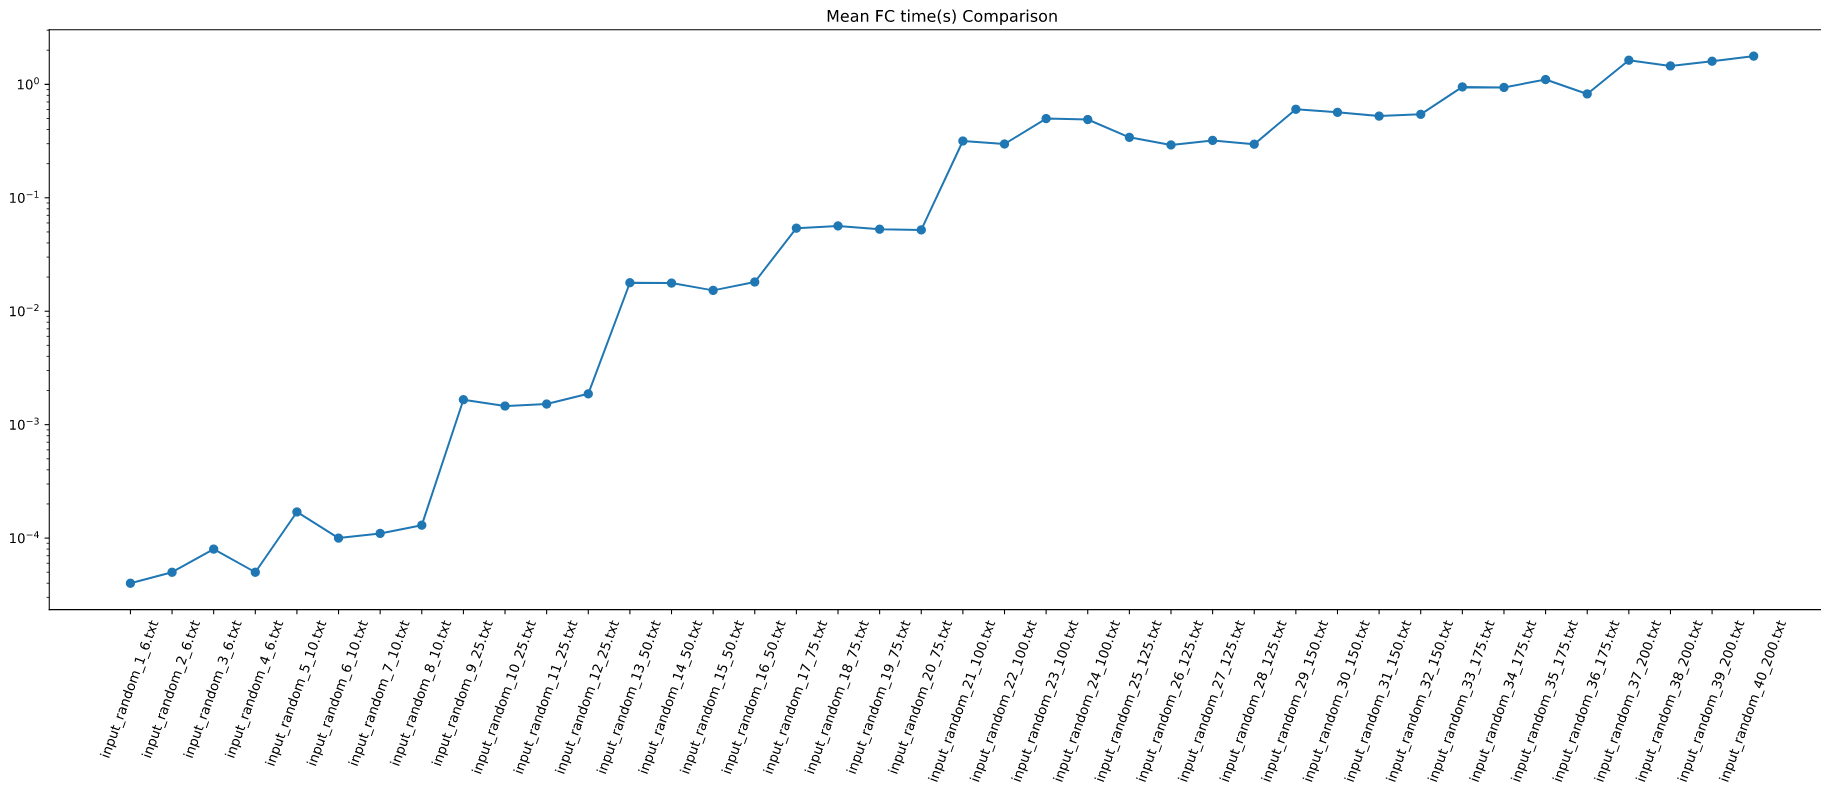 Mean FC time(s) Comparison
10⁰
10⁻¹
10⁻²
10⁻³
10⁻⁴
input_random_1_6.txt
input_random_2_6.txt
input_random_3_6.txt
input_random_4_6.txt
input_random_5_10.txt
input_random_6_10.txt
input_random_7_10.txt
input_random_8_10.txt
input_random_9_25.txt
input_random_10_25.txt
input_random_11_25.txt
input_random_12_25.txt
input_random_13_50.txt
input_random_14_50.txt
input_random_15_50.txt
input_random_16_50.txt
input_random_17_75.txt
input_random_18_75.txt
input_random_19_75.txt
input_random_20_75.txt
input_random_21_100.txt
input_random_22_100.txt
input_random_23_100.txt
input_random_24_100.txt
input_random_25_125.txt
input_random_26_125.txt
input_random_27_125.txt
input_random_28_125.txt
input_random_29_150.txt
input_random_30_150.txt
input_random_31_150.txt
input_random_32_150.txt
input_random_33_175.txt
input_random_34_175.txt
input_random_35_175.txt
input_random_36_175.txt
input_random_37_200.txt
input_random_38_200.txt
input_random_39_200.txt
input_random_40_200.txt